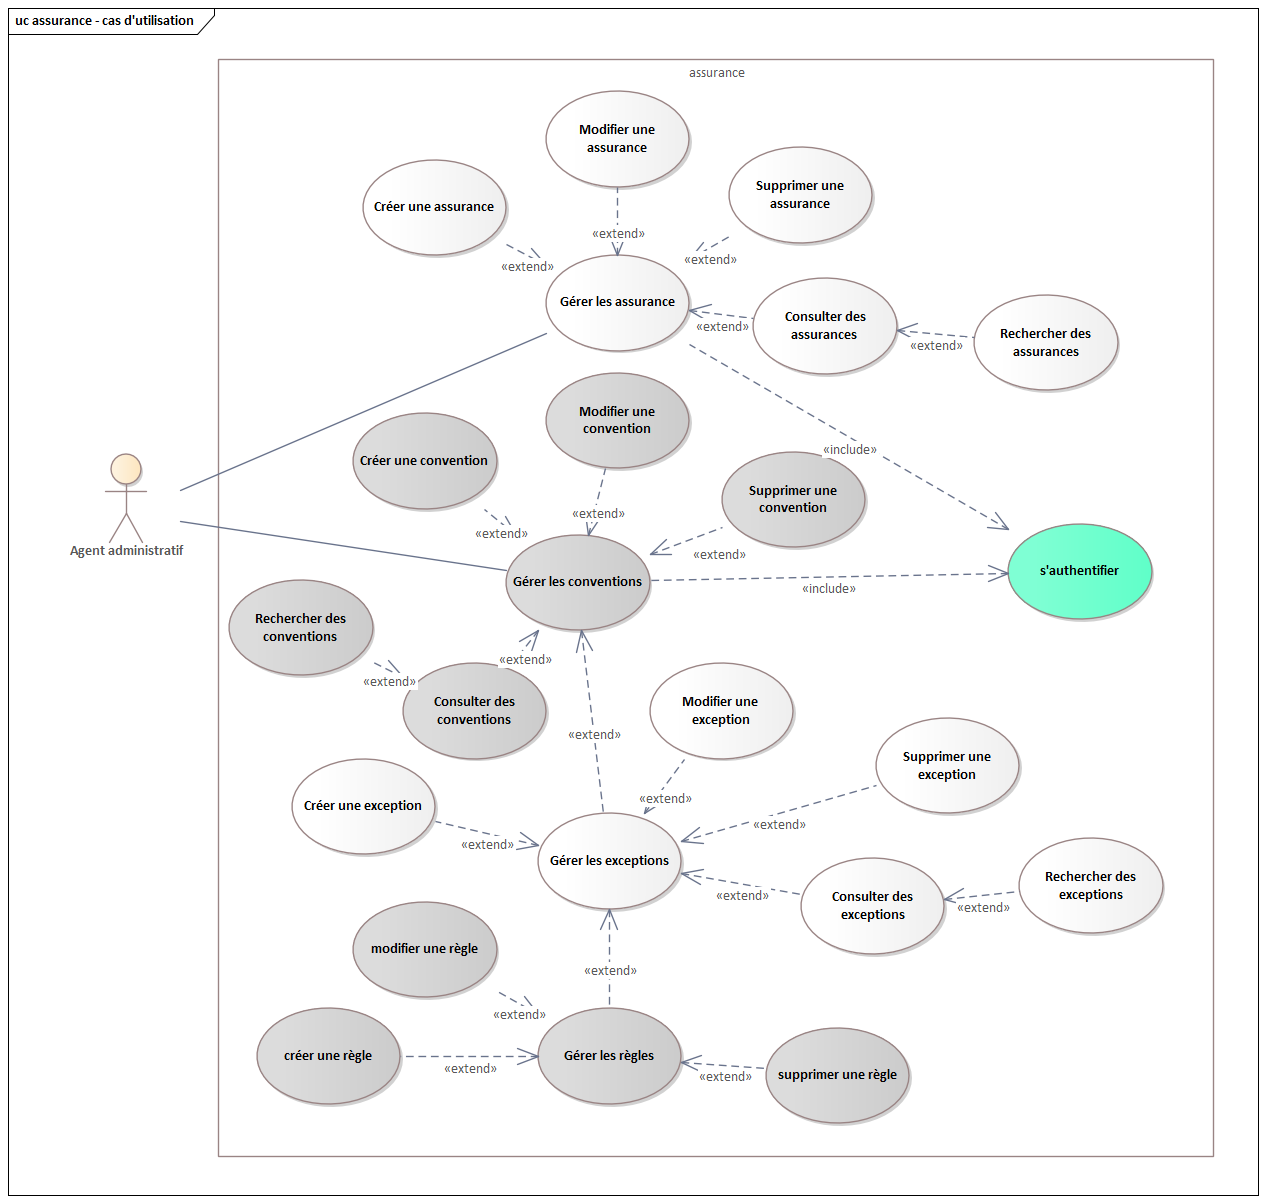 uc assurance - cas d'utilisation
assurance
Modifier une
assurance
Supprimer une
assurance
Créer une assurance
«extend»
«extend»
«extend»
Gérer les assurance
Consulter des
assurances
«extend»
Rechercher des
assurances
«extend»
Modifier une
convention
Créer une convention
«include»
Supprimer une
convention
«extend»
«extend»
«extend»
Agent administratif
s'authentifier
Gérer les conventions
«include»
Rechercher des
conventions
«extend»
«extend»
Consulter des
conventions
Modifier une
exception
«extend»
Supprimer une
exception
Créer une exception
«extend»
«extend»
«extend»
Gérer les exceptions
Rechercher des
exceptions
Consulter des
exceptions
«extend»
«extend»
modifier une règle
«extend»
«extend»
créer une règle
Gérer les règles
«extend»
«extend»
supprimer une règle